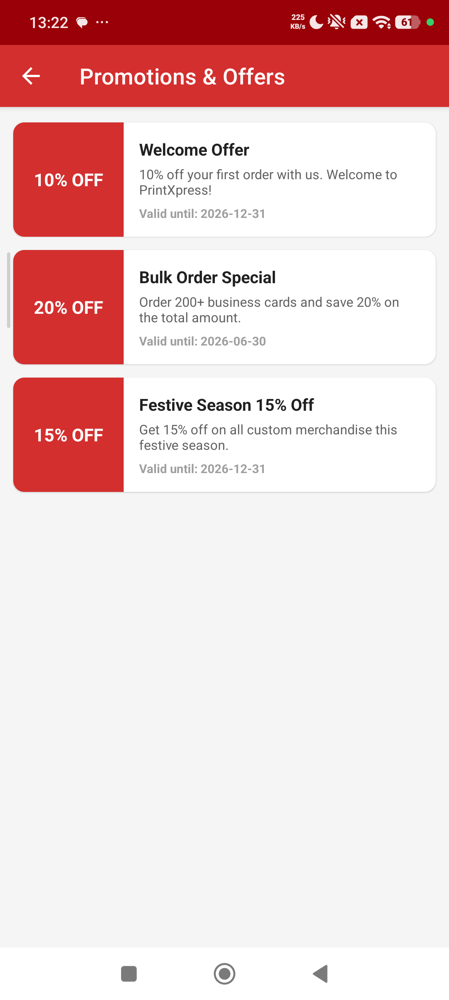 13:22
225
KB/s
61
Promotions & Offers
10% OFF
Welcome Offer
10% off your first order with us. Welcome to
PrintXpress!
Valid until: 2026-12-31
20% OFF
Bulk Order Special
Order 200+ business cards and save 20% on
the total amount.
Valid until: 2026-06-30
15% OFF
Festive Season 15% Off
Get 15% off on all custom merchandise this
festive season.
Valid until: 2026-12-31